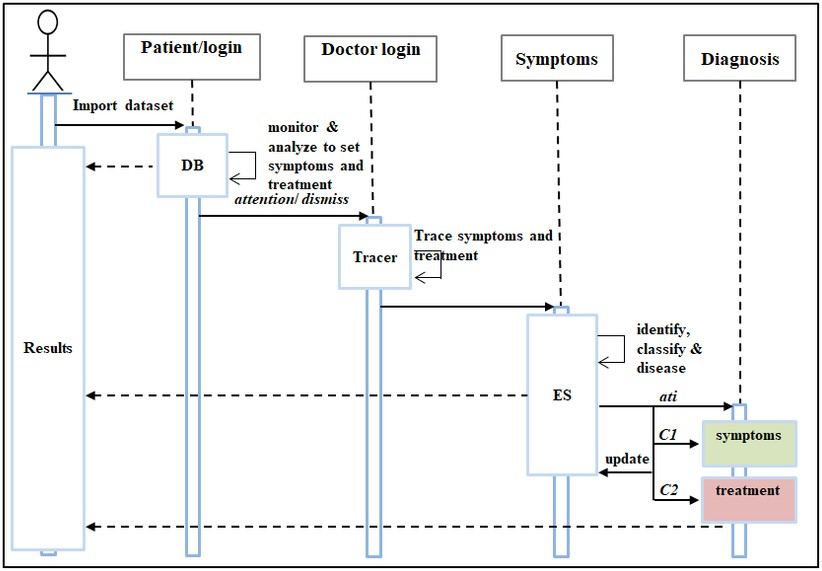 Patient/login
Doctor login
Symptoms
Diagnosis
Import dataset
DB
monitor &
analyze to set
symptoms and
treatment
attention/ dismiss
Tracer
Trace symptoms and
treatment
Results
identify,
classify &
disease
ES
ati
C1
symptoms
update
C2
treatment